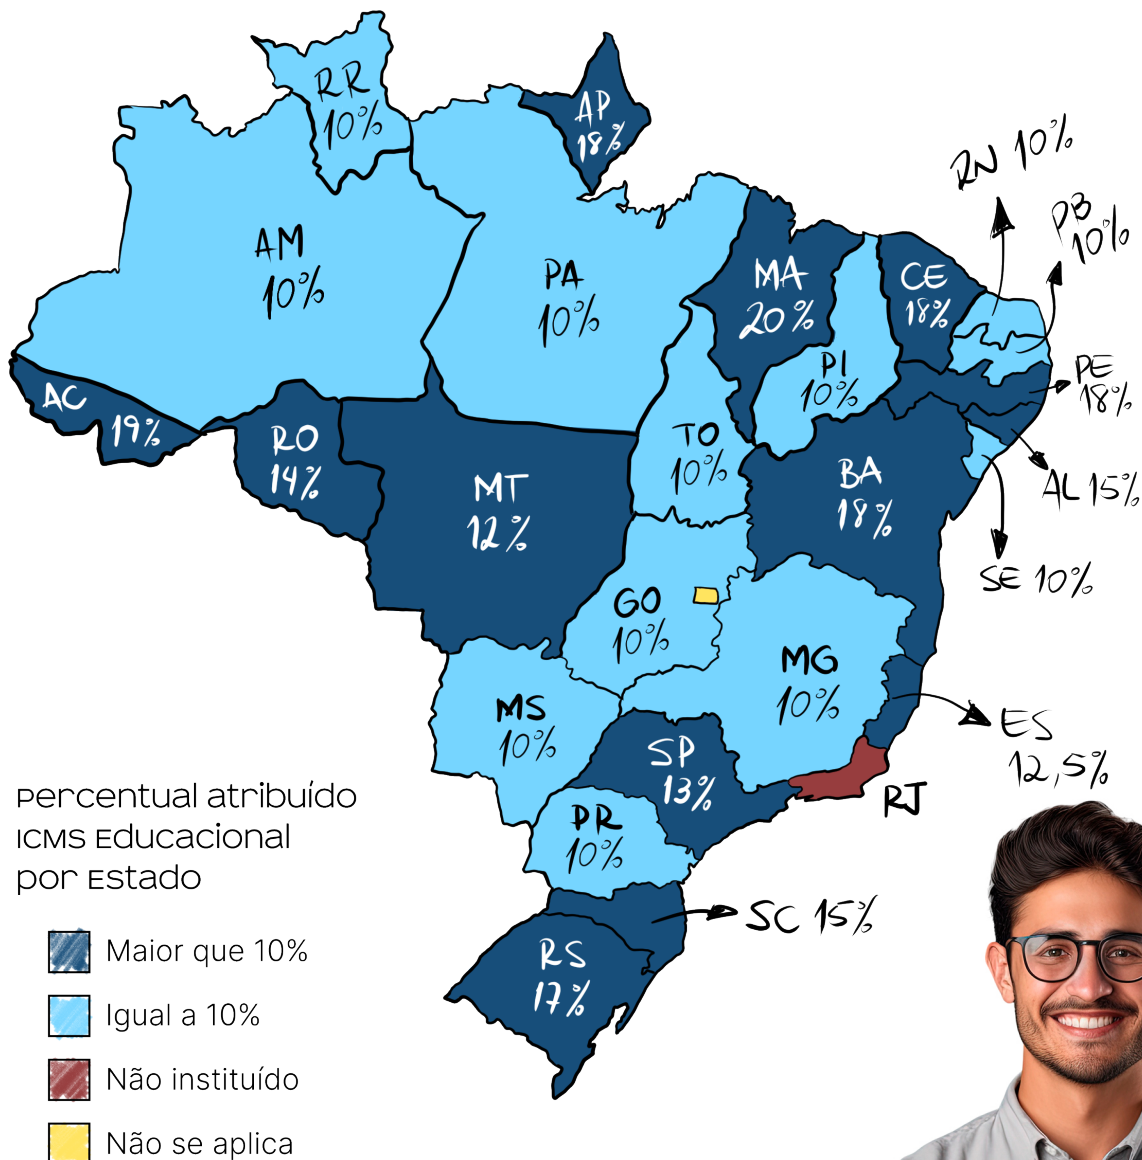 RR
10%
AP
18%
RN 10%
PB
10%
AM
10%
PA
10%
MA
20%
CE
18%
PI
10%
PE
18%
AC
19%
RO
14%
MT
12%
TO
10%
BA
18%
AL 15%
SE 10%
GO
10%
MG
10%
MS
10%
SP
13%
ES
12,5%
RJ
PR
10%
SC 15%
RS
17%
Percentual atribuído
ICMS Educacional
por Estado
Maior que 10%
Igual a 10%
Não instituído
Não se aplica